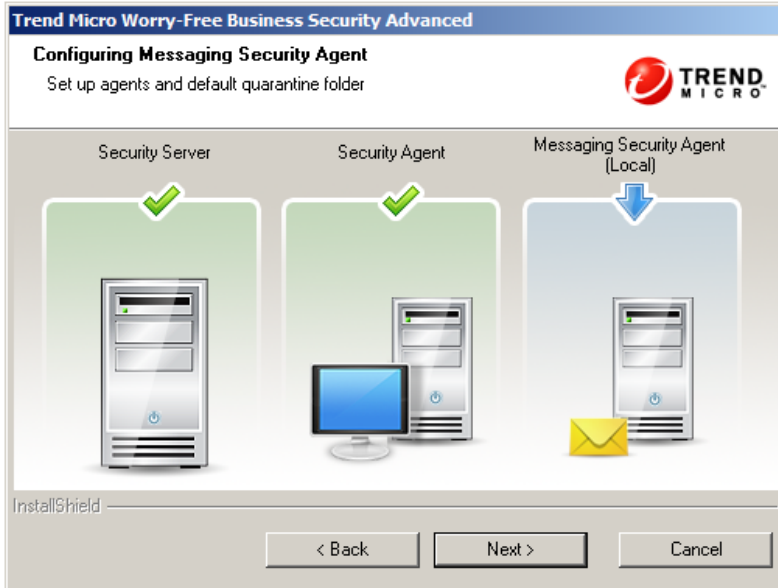 Trend Micro Worry-Free Business Security Advanced
Configuring Messaging Security Agent
Set up agents and default quarantine folder
TREND
MICRO
Security Server
Security Agent
Messaging Security Agent
(Local)
InstallShield
< Back
Next >
Cancel